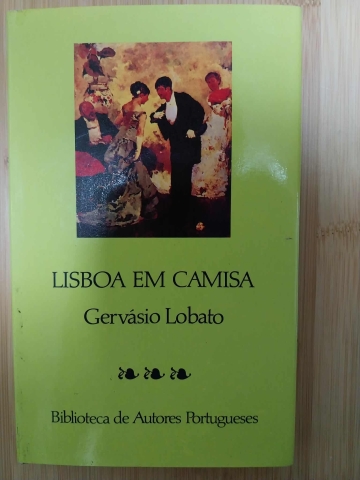 LISBOA EM CAMISA
Gervásio Lobato
Biblioteca de Autores Portugueses